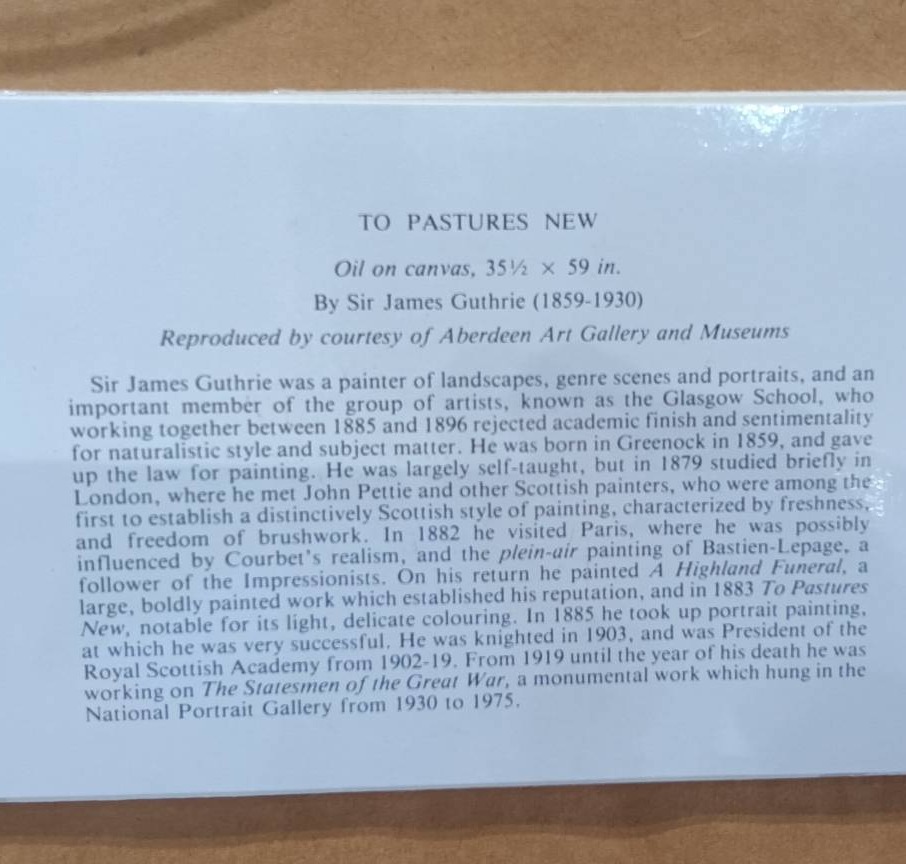 TO PASTURES NEW
Oil on canvas, 35½ × 59 in.
By Sir James Guthrie (1859-1930)
Reproduced by courtesy of Aberdeen Art Gallery and Museums
Sir James Guthrie was a painter of landscapes, genre scenes and portraits, and an
important member of the group of artists, known as the Glasgow School, who
working together between 1885 and 1896 rejected academic finish and sentimentality
for naturalistic style and subject matter. He was born in Greenock in 1859, and gave
up the law for painting. He was largely self-taught, but in 1879 studied briefly in
London, where he met John Pettie and other Scottish painters, who were among the
first to establish a distinctively Scottish style of painting, characterized by freshness,
and freedom of brushwork. In 1882 he visited Paris, where he was possibly
influenced by Courbet's realism, and the plein-air painting of Bastien-Lepage, a
follower of the Impressionists. On his return he painted A Highland Funeral, a
large, boldly painted work which established his reputation, and in 1883 To Pastures
New, notable for its light, delicate colouring. In 1885 he took up portrait painting,
at which he was very successful. He was knighted in 1903, and was President of the
Royal Scottish Academy from 1902-19. From 1919 until the year of his death he was
working on The Statesmen of the Great War, a monumental work which hung in the
National Portrait Gallery from 1930 to 1975.